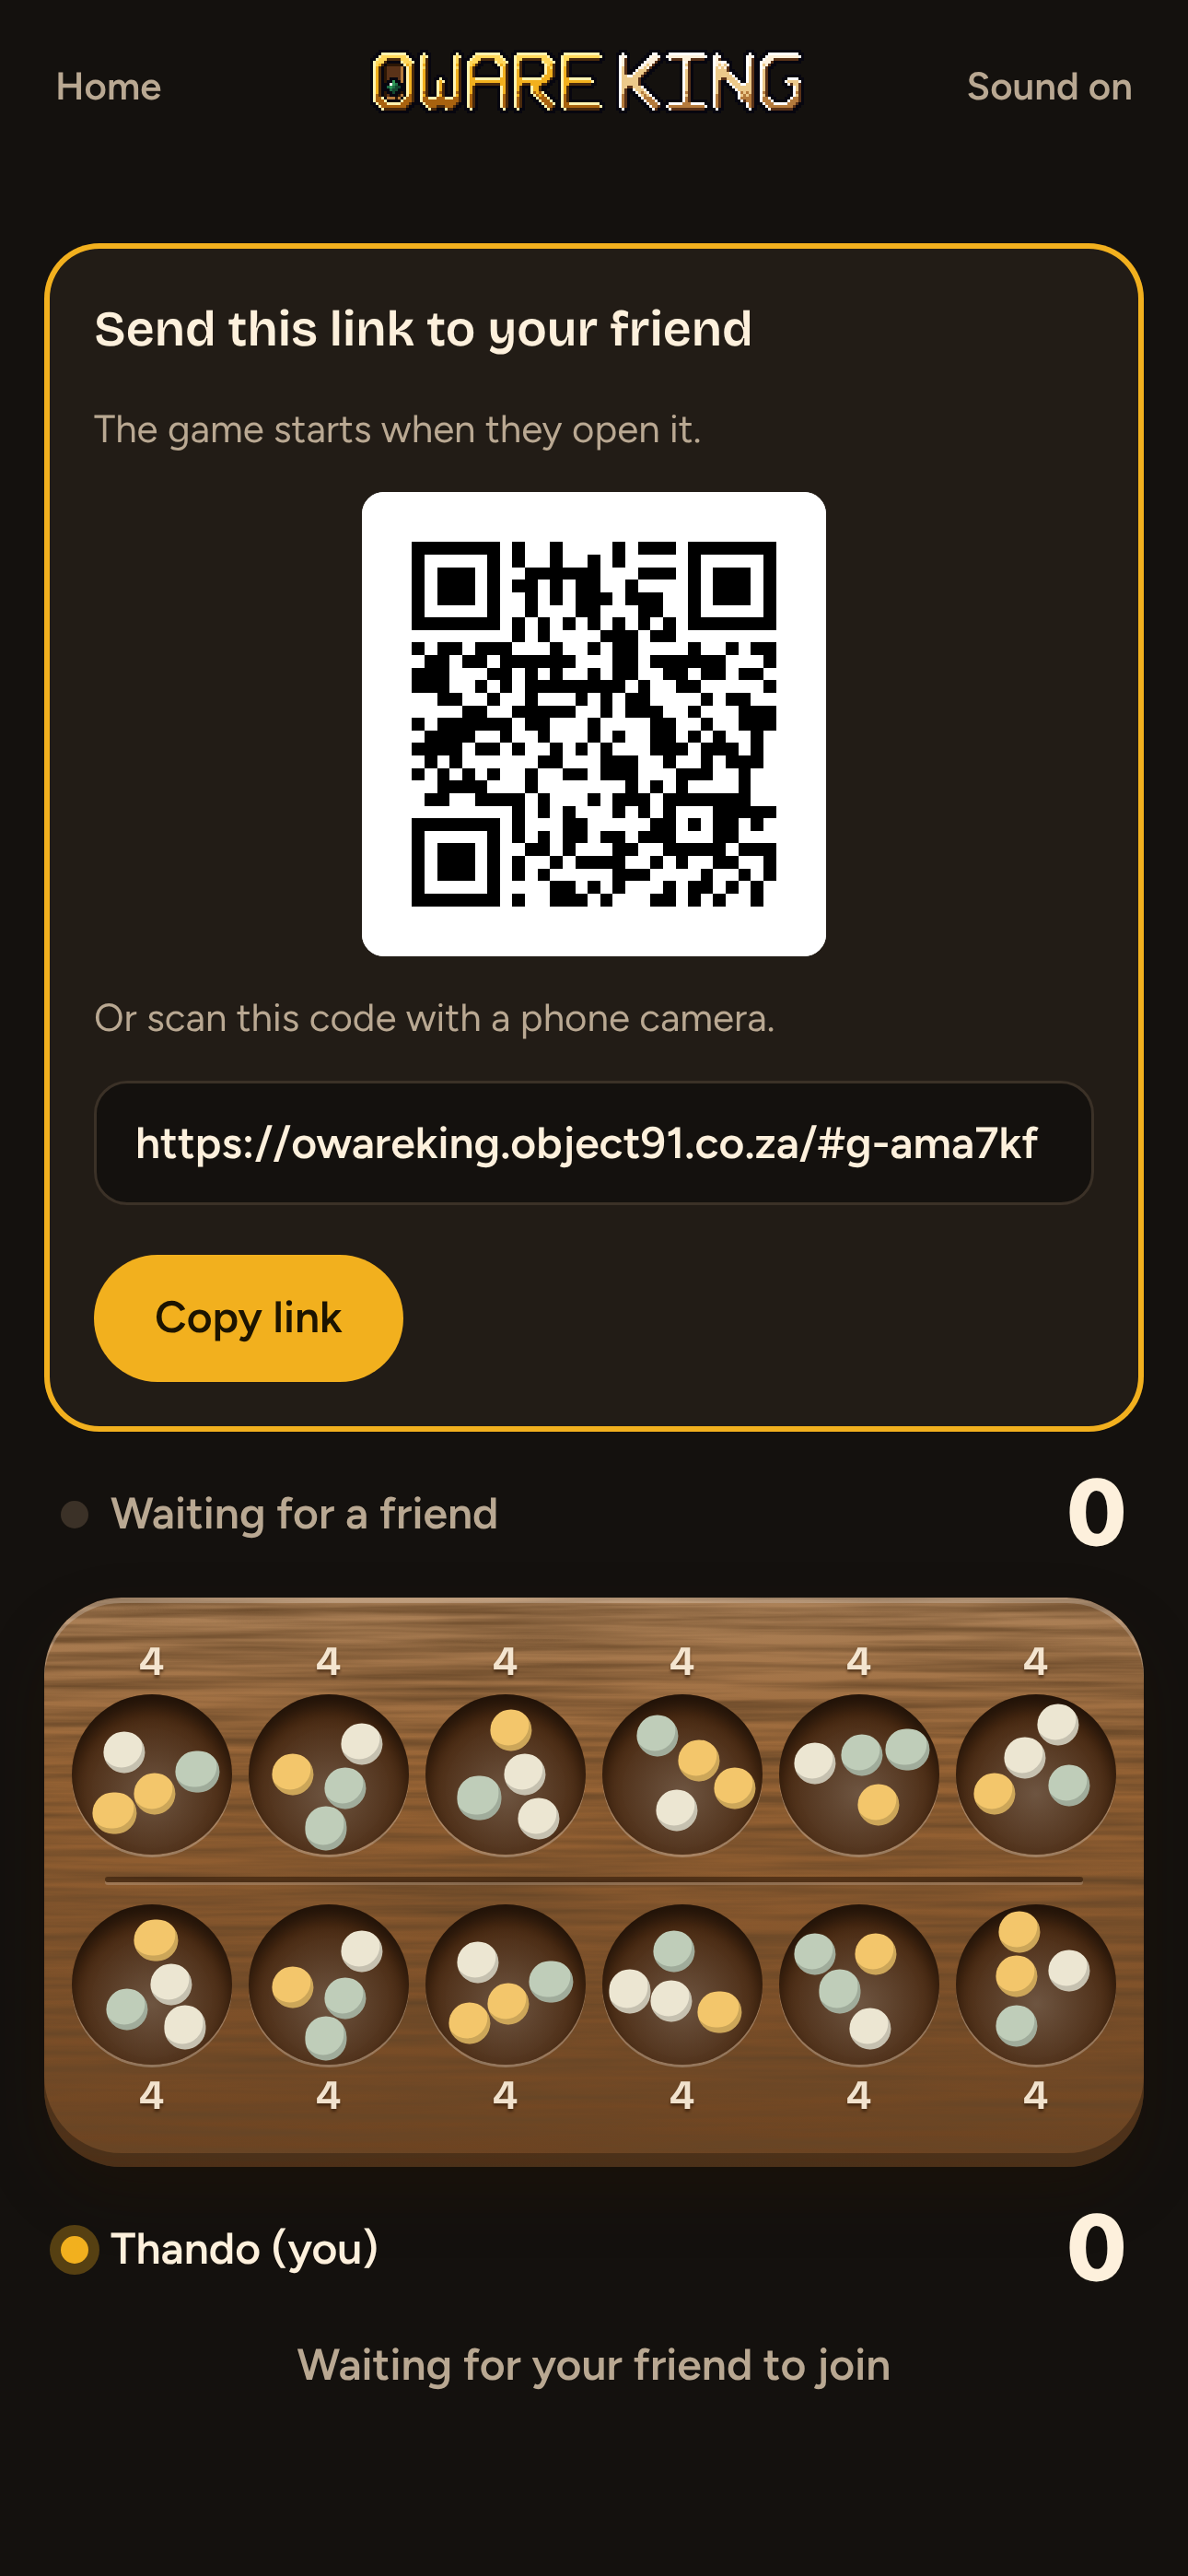 Home
OWARE KING
Sound on
Send this link to your friend
The game starts when they open it.
Or scan this code with a phone camera.
https://owareking.object91.co.za/#g-ama7kf
Copy link
Waiting for a friend
0
4 4 4 4 4 4
4 4 4 4 4 4
Thando (you)
0
Waiting for your friend to join